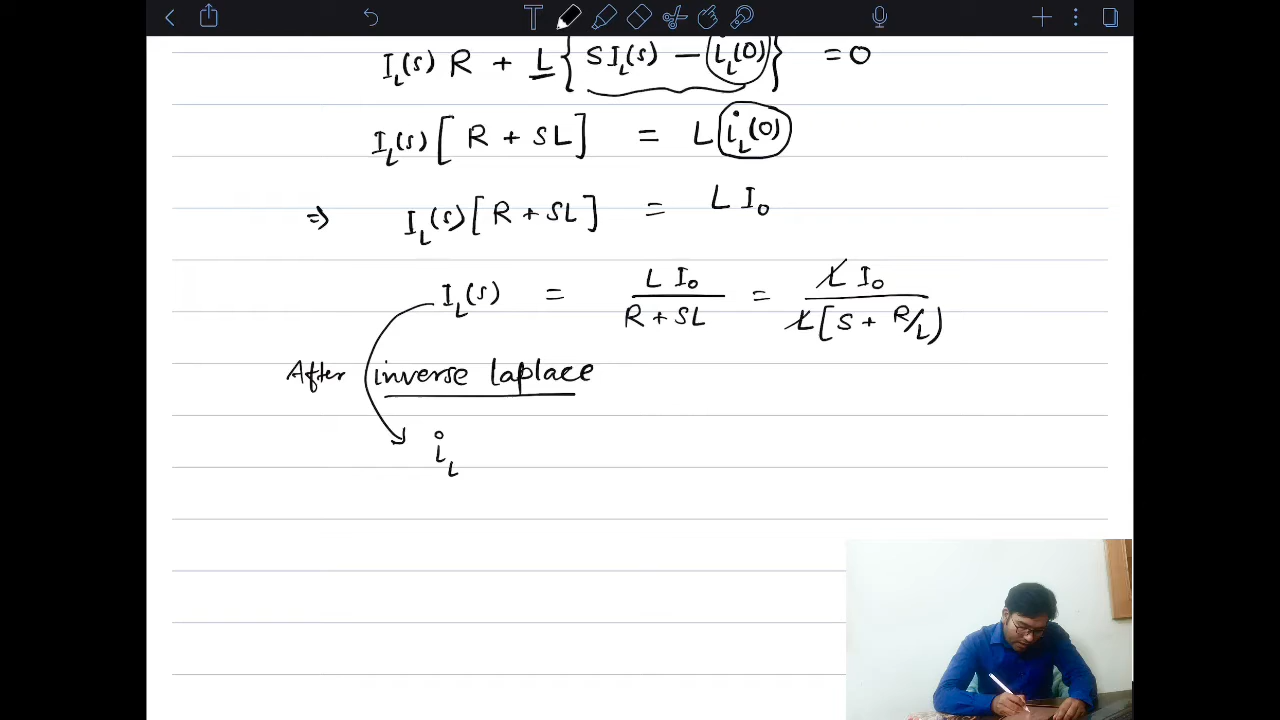 I_L(s) R + L { S I_L(s) − i_L(0) } = 0
I_L(s) [ R + SL ] = L i_L(0)
⇒ I_L(s) [ R + SL ] = L I₀
I_L(s) = L I₀ / R + SL = L I₀ / L [ S + R/L )
After inverse laplace
i_L